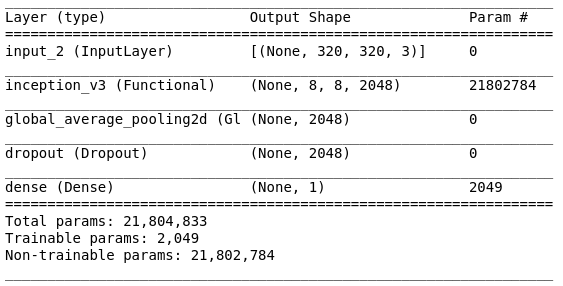 Layer (type) Output Shape Param #
input_2 (InputLayer) [(None, 320, 320, 3)] 0
inception_v3 (Functional) (None, 8, 8, 2048) 21802784
global_average_pooling2d (Gl (None, 2048) 0
dropout (Dropout) (None, 2048) 0
dense (Dense) (None, 1) 2049
Total params: 21,804,833
Trainable params: 2,049
Non-trainable params: 21,802,784